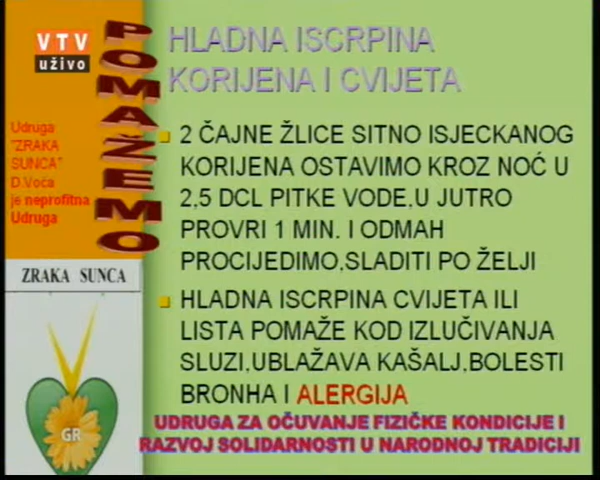 VTV
uživo
POMAŽEMO
Udruga
"ZRAKA
SUNCA"
D.Voća
je neprofitna
Udruga
ZRAKA SUNCA
GR
HLADNA ISCRPINA
KORIJENA I CVIJETA
2 ČAJNE ŽLICE SITNO ISJECKANOG
KORIJENA OSTAVIMO KROZ NOĆ U
2,5 DCL PITKE VODE,U JUTRO
PROVRI 1 MIN. I ODMAH
PROCIJEDIMO,SLADITI PO ŽELJI
HLADNA ISCRPINA CVIJETA ILI
LISTA POMAŽE KOD IZLUČIVANJA
SLUZI,UBLAŽAVA KAŠALJ,BOLESTI
BRONHA I ALERGIJA
UDRUGA ZA OČUVANJE FIZIČKE KONDICIJE I
RAZVOJ SOLIDARNOSTI U NARODNOJ TRADICIJI